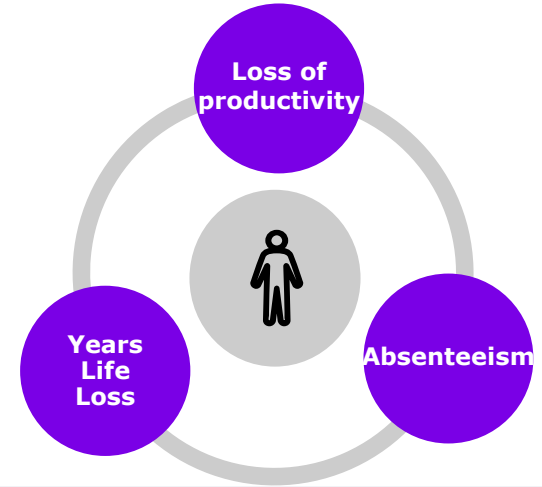 Loss of
productivity
Years
Life
Loss
Absenteeism